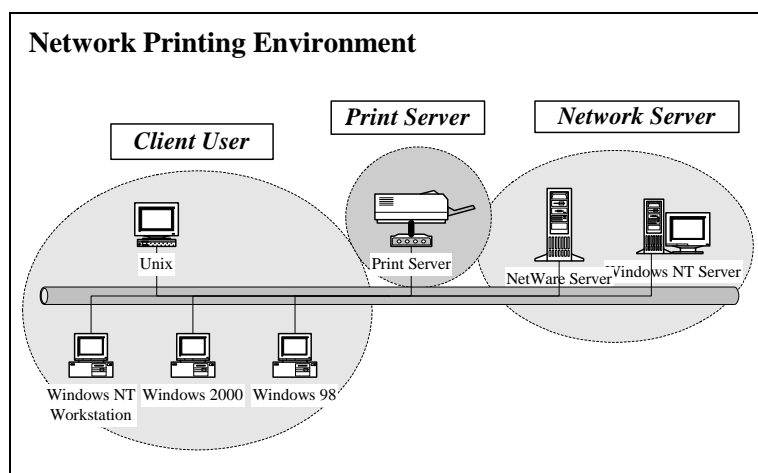 Network Printing Environment
Print Server
Network Server
Client User
Unix
Print Server
NetWare Server
Windows NT Server
Windows NT
Workstation
Windows 2000
Windows 98